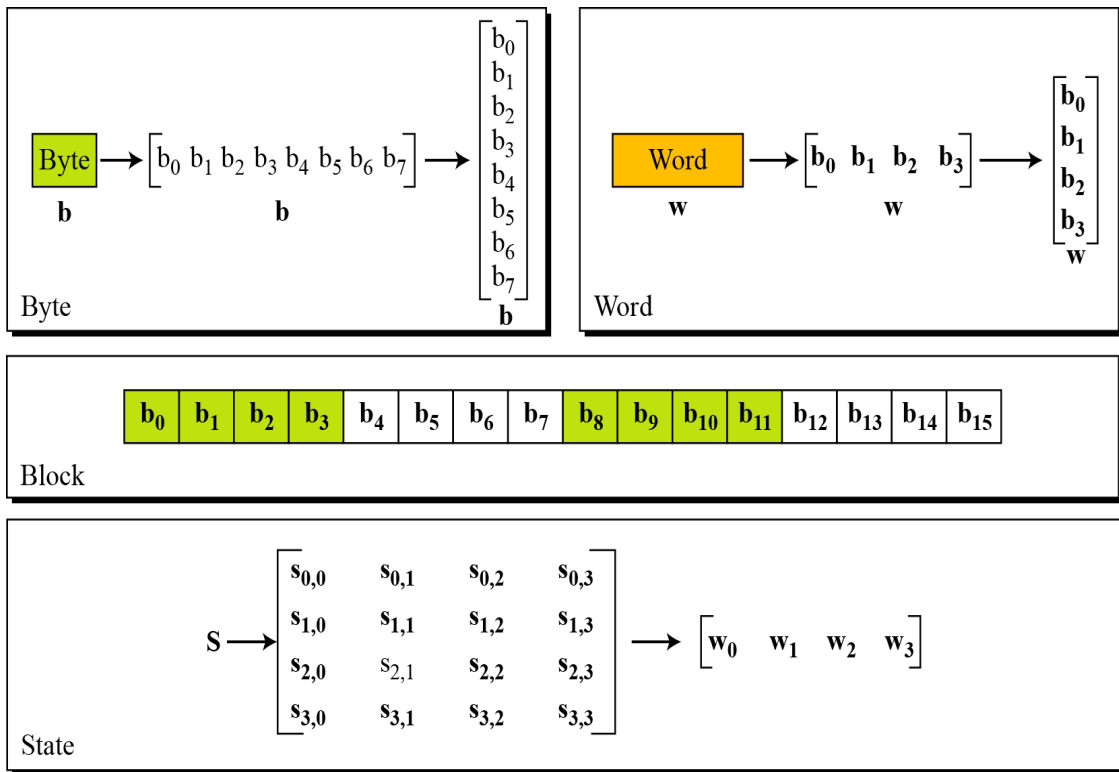 Byte → [b₀ b₁ b₂ b₃ b₄ b₅ b₆ b₇] →
b
b
b₀
b₁
b₂
b₃
b₄
b₅
b₆
b₇
b
Byte
Word → [b₀ b₁ b₂ b₃] →
w
w
b₀
b₁
b₂
b₃
w
Word
b₀ b₁ b₂ b₃ b₄ b₅ b₆ b₇ b₈ b₉ b₁₀ b₁₁ b₁₂ b₁₃ b₁₄ b₁₅
Block
s₀,₀ s₀,₁ s₀,₂ s₀,₃
s₁,₀ s₁,₁ s₁,₂ s₁,₃
S → [w₀ w₁ w₂ w₃]
s₂,₀ s₂,₁ s₂,₂ s₂,₃
s₃,₀ s₃,₁ s₃,₂ s₃,₃
State